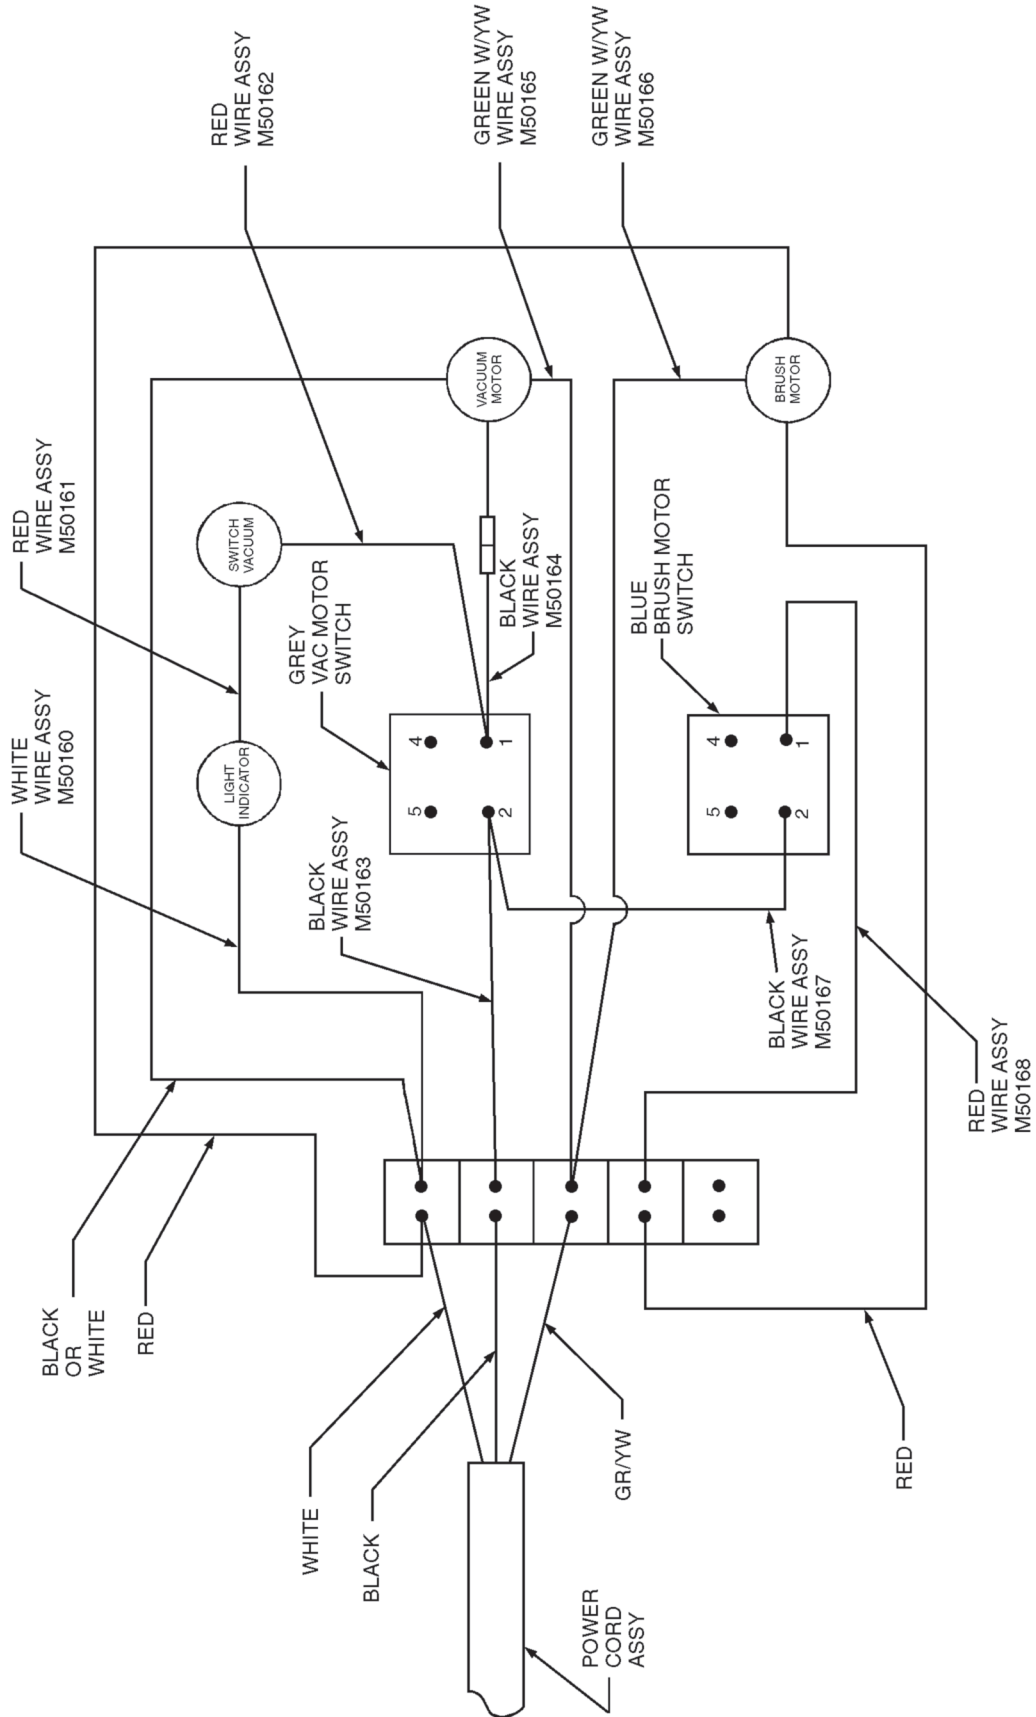 RED
WIRE ASSY
M50162
GREEN W/YW
WIRE ASSY
M50165
GREEN W/YW
WIRE ASSY
M50166
RED
WIRE ASSY
M50161
SWITCH
VACUUM
VACUUM
MOTOR
BRUSH
MOTOR
WHITE
WIRE ASSY
M50160
LIGHT
INDICATOR
GREY
VAC MOTOR
SWITCH
BLACK
WIRE ASSY
M50164
BLUE
BRUSH MOTOR
SWITCH
4
1
5
2
4
1
5
2
BLACK
WIRE ASSY
M50163
BLACK
WIRE ASSY
M50167
RED
WIRE ASSY
M50168
BLACK
OR
WHITE
RED
WHITE
BLACK
GR/YW
RED
POWER
CORD
ASSY